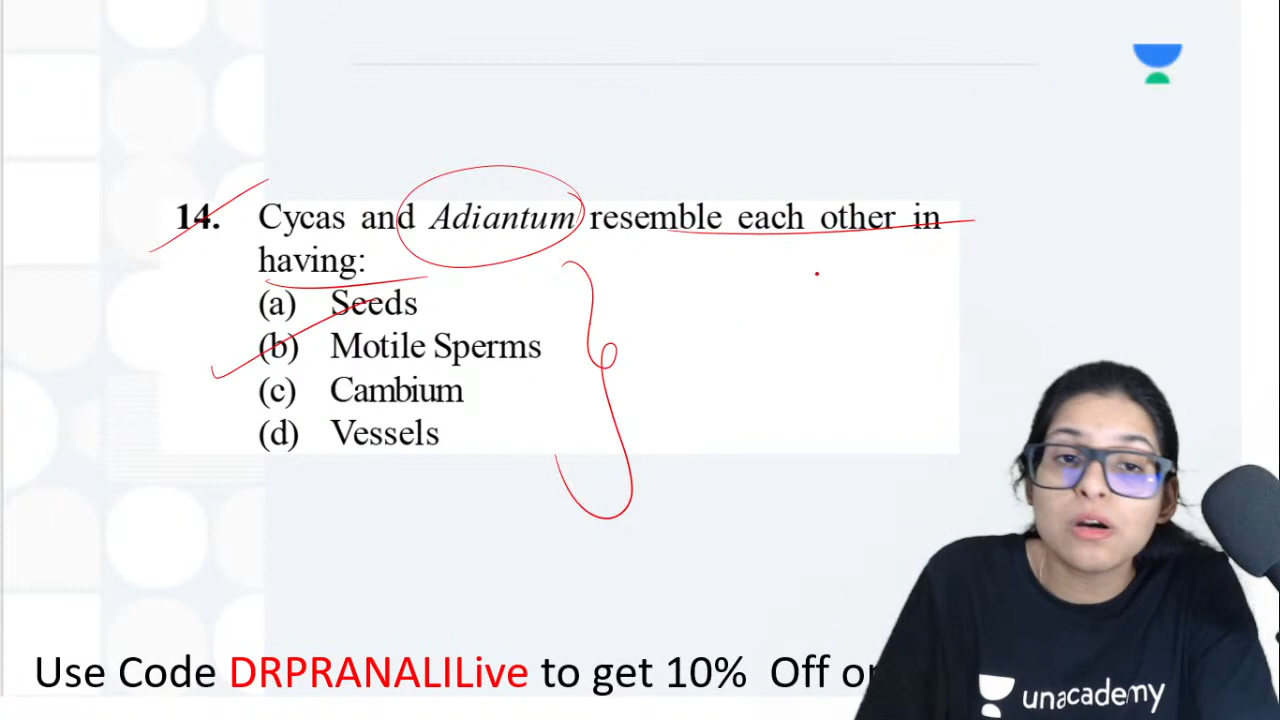 14. Cycas and Adiantum resemble each other in
having:
(a) Seeds
(b) Motile Sperms
(c) Cambium
(d) Vessels
Use Code DRPRANALILive to get 10% Off or
unacademy